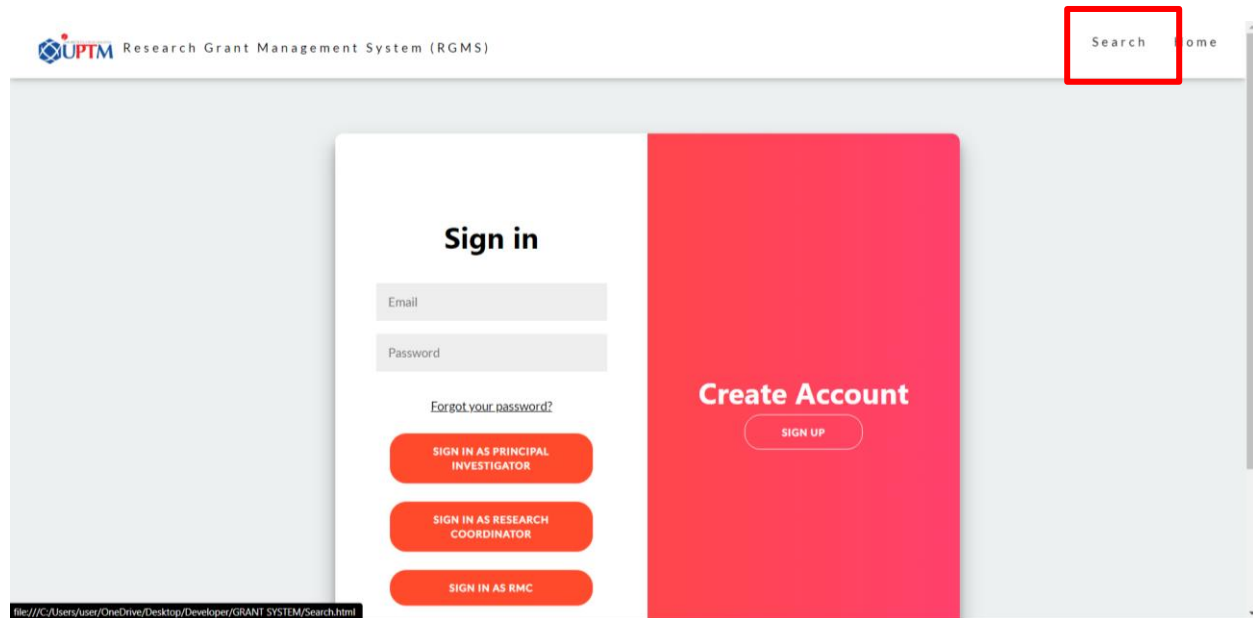 UPTM Research Grant Management System (RGMS)
Search Home
Sign in
Email
Password
Forgot your password?
SIGN IN AS PRINCIPAL
INVESTIGATOR
SIGN IN AS RESEARCH
COORDINATOR
SIGN IN AS RMC
Create Account
SIGN UP
file:///C:/Users/user/OneDrive/Desktop/Developer/GRANT SYSTEM/Search.html